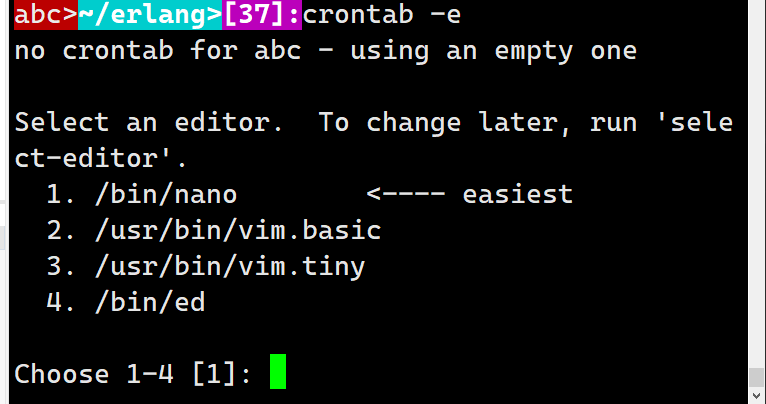 abc>~/erlang>[37]:crontab -e
no crontab for abc - using an empty one
Select an editor.  To change later, run 'sele
ct-editor'.
  1. /bin/nano        <---- easiest
  2. /usr/bin/vim.basic
  3. /usr/bin/vim.tiny
  4. /bin/ed
Choose 1-4 [1]: